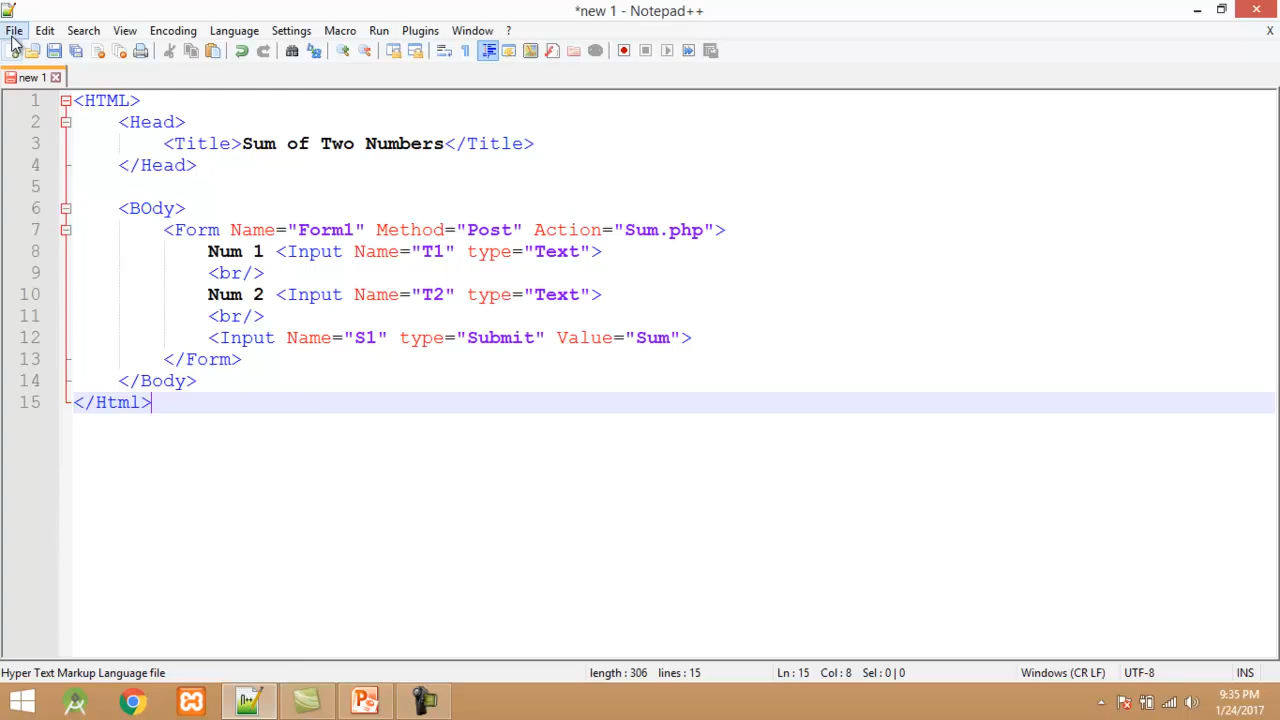 *new 1 - Notepad++
File Edit Search View Encoding Language Settings Macro Run Plugins Window ? X
new 1
1 <HTML>
2 <Head>
3 <Title>Sum of Two Numbers</Title>
4 </Head>
5
6 <BOdy>
7 <Form Name="Form1" Method="Post" Action="Sum.php">
8 Num 1 <Input Name="T1" type="Text">
9 <br/>
10 Num 2 <Input Name="T2" type="Text">
11 <br/>
12 <Input Name="S1" type="Submit" Value="Sum">
13 </Form>
14 </Body>
15 </Html>
Hyper Text Markup Language file length : 306 lines : 15 Ln : 15 Col : 8 Sel : 0 | 0 Windows (CR LF) UTF-8 INS
9:35 PM
1/24/2017